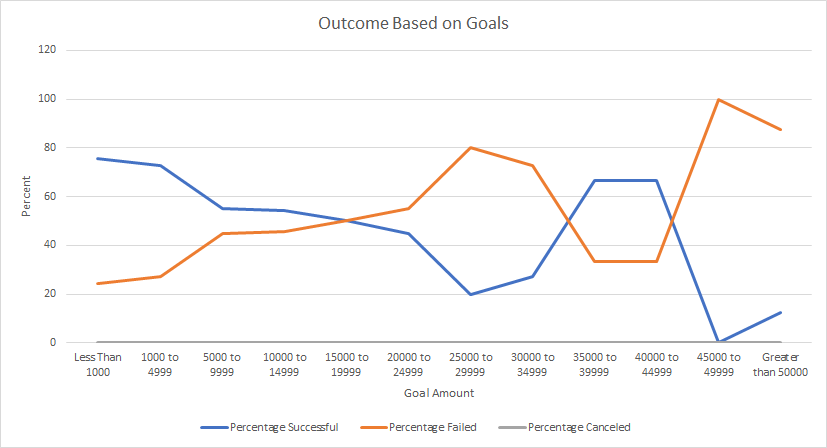 Outcome Based on Goals
120
100
80
60
40
20
0
Percent
Less Than
1000
1000 to
4999
5000 to
9999
10000 to
14999
15000 to
19999
20000 to
24999
25000 to
29999
30000 to
34999
35000 to
39999
40000 to
44999
45000 to
49999
Greater
than 50000
Goal Amount
Percentage Successful
Percentage Failed
Percentage Canceled